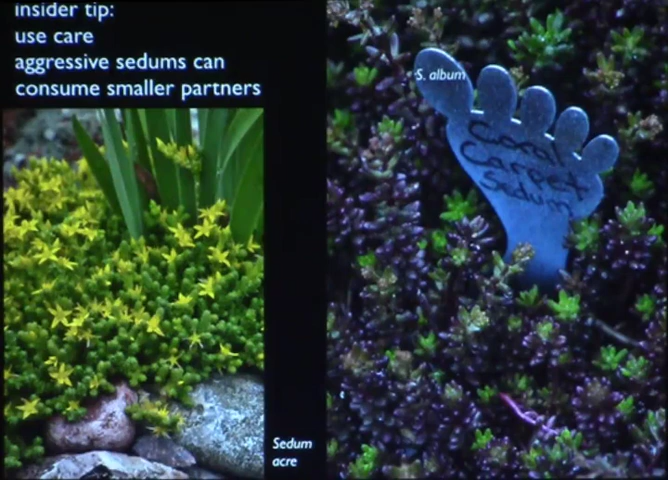 insider tip:
use care
aggressive sedums can
consume smaller partners
S. album
Coral
Carpet
Sedum
Sedum
acre